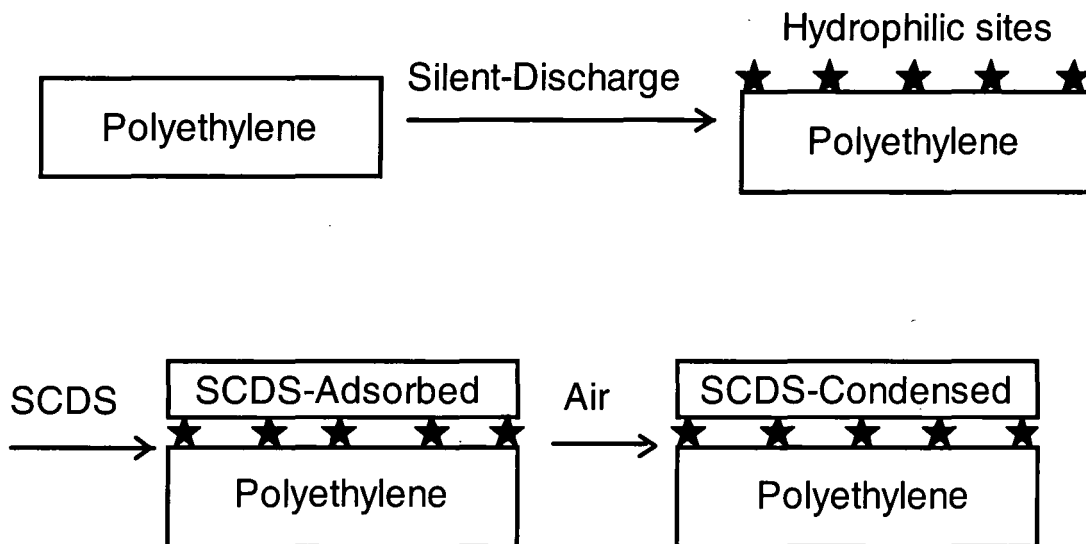 Hydrophilic sites
Silent-Discharge
Polyethylene
Polyethylene
SCDS
SCDS-Adsorbed
Air
SCDS-Condensed
Polyethylene
Polyethylene